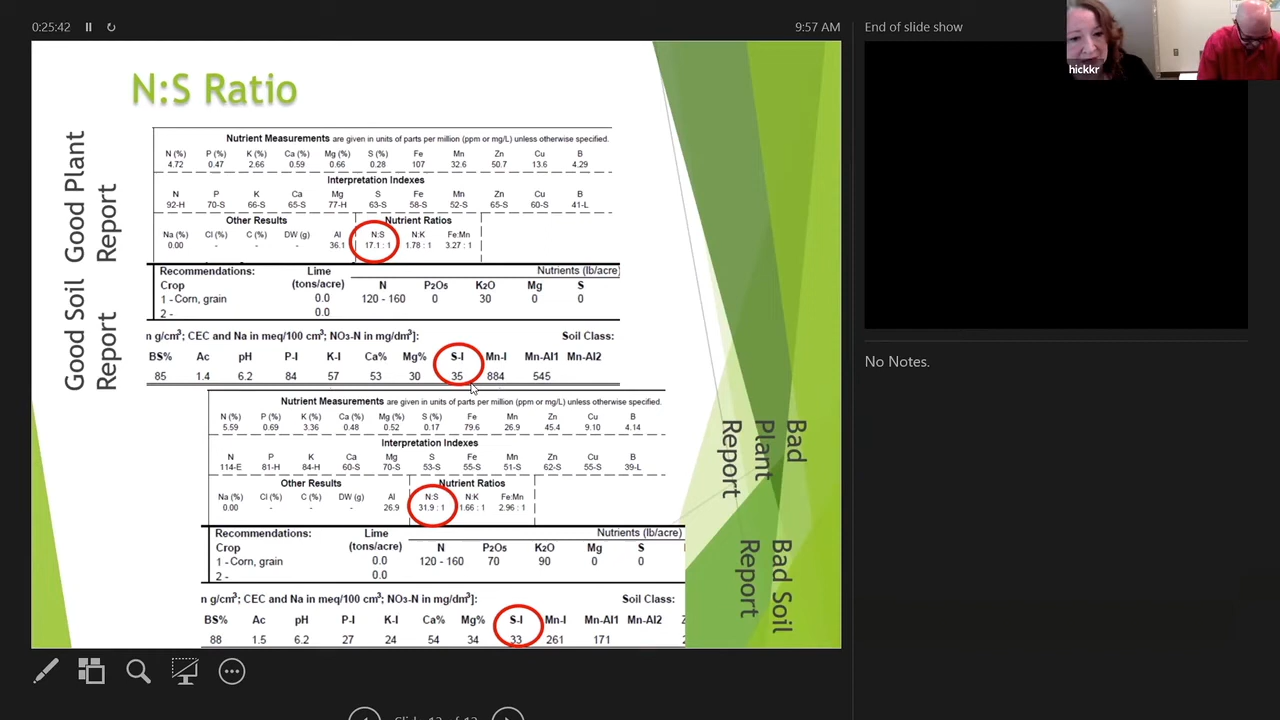 0:25:42
9:57 AM
End of slide show
hickkr
N:S Ratio
Good Plant
Report
Nutrient Measurements are given in units of parts per million (ppm or mg/L) unless otherwise specified.
N (%) P (%) K (%) Ca (%) Mg (%) S (%) Fe Mn Zn Cu B
4.72 0.47 2.66 0.59 0.66 0.28 107 32.6 50.7 13.6 4.29
Interpretation Indexes
N P K Ca Mg S Fe Mn Zn Cu B
92-H 70-S 66-S 65-S 77-H 63-S 58-S 52-S 65-S 60-S 41-L
Other Results Nutrient Ratios
Na (%) Cl (%) C (%) DW (g) Al N:S N:K Fe:Mn
0.00 - - - 36.1 17.1 : 1 1.78 : 1 3.27 : 1
Good Soil
Report
Recommendations: Lime Nutrients (lb/acre)
Crop (tons/acre) N P2O5 K2O Mg S
1 - Corn, grain 0.0 120 - 160 0 30 0 0
2 - 0.0
n g/cm³; CEC and Na in meq/100 cm³; NO3-N in mg/dm³]: Soil Class:
BS% Ac pH P-I K-I Ca% Mg% S-I Mn-I Mn-AI1 Mn-AI2
85 1.4 6.2 84 57 53 30 35 884 545
Nutrient Measurements are given in units of parts per million (ppm or mg/L) unless otherwise specified.
N (%) P (%) K (%) Ca (%) Mg (%) S (%) Fe Mn Zn Cu B
5.59 0.69 3.36 0.48 0.52 0.17 79.6 26.9 45.4 9.10 4.14
Interpretation Indexes
N P K Ca Mg S Fe Mn Zn Cu B
114-E 81-H 84-H 60-S 70-S 53-S 55-S 51-S 62-S 55-S 39-L
Other Results Nutrient Ratios
Na (%) Cl (%) C (%) DW (g) Al N:S N:K Fe:Mn
0.00 - - - 26.9 31.9 : 1 1.66 : 1 2.96 : 1
Bad
Plant
Report
Recommendations: Lime Nutrients (lb/acre)
Crop (tons/acre) N P2O5 K2O Mg S
1 - Corn, grain 0.0 120 - 160 70 90 0 0
2 - 0.0
n g/cm³; CEC and Na in meq/100 cm³; NO3-N in mg/dm³]: Soil Class:
BS% Ac pH P-I K-I Ca% Mg% S-I Mn-I Mn-AI1 Mn-AI2
88 1.5 6.2 27 24 54 34 33 261 171
Bad Soil
Report
No Notes.